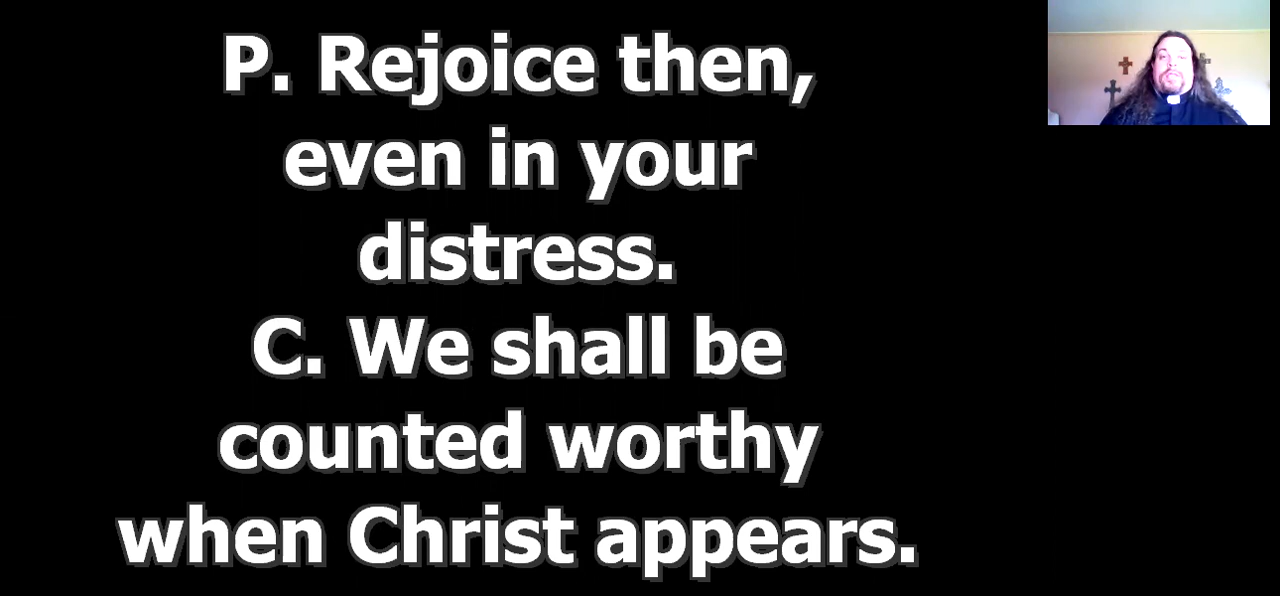 P. Rejoice then,
even in your
distress.
C. We shall be
counted worthy
when Christ appears.